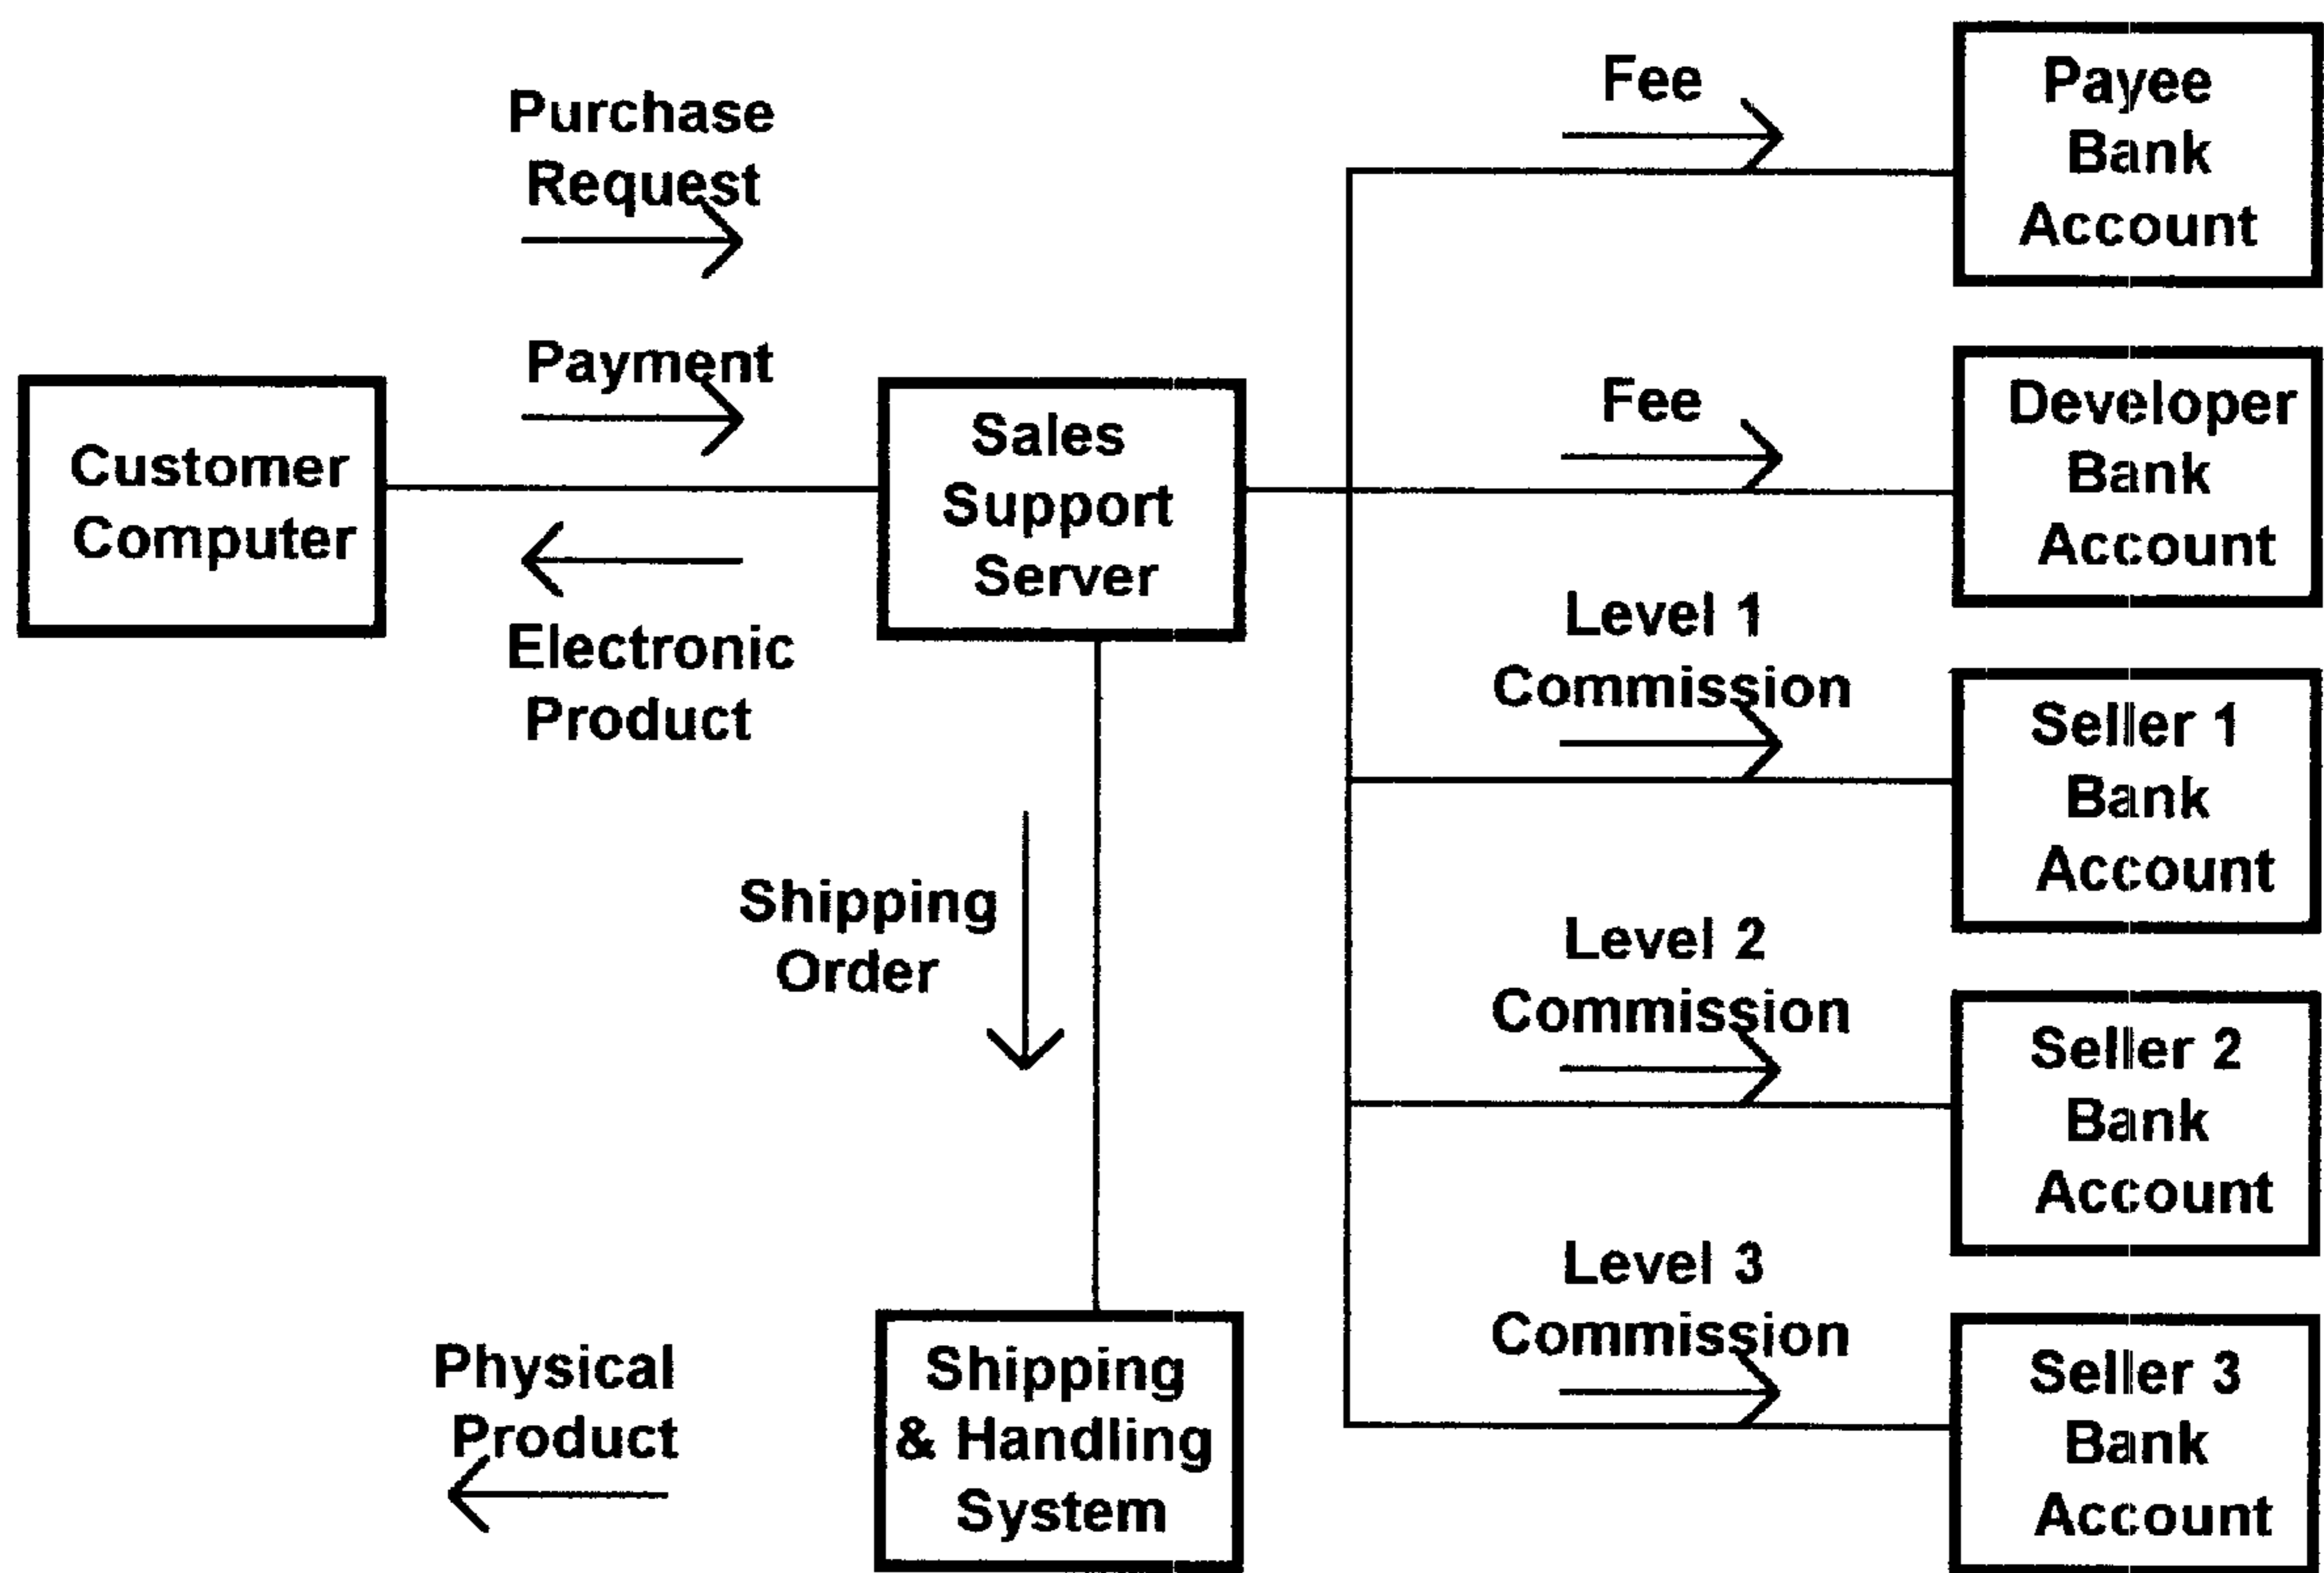 Purchase
Request
Payment
Customer
Computer
Electronic
Product
Sales
Support
Server
Shipping
Order
Physical
Product
Shipping
& Handling
System
Fee
Payee
Bank
Account
Fee
Developer
Bank
Account
Level 1
Commission
Seller 1
Bank
Account
Level 2
Commission
Seller 2
Bank
Account
Level 3
Commission
Seller 3
Bank
Account